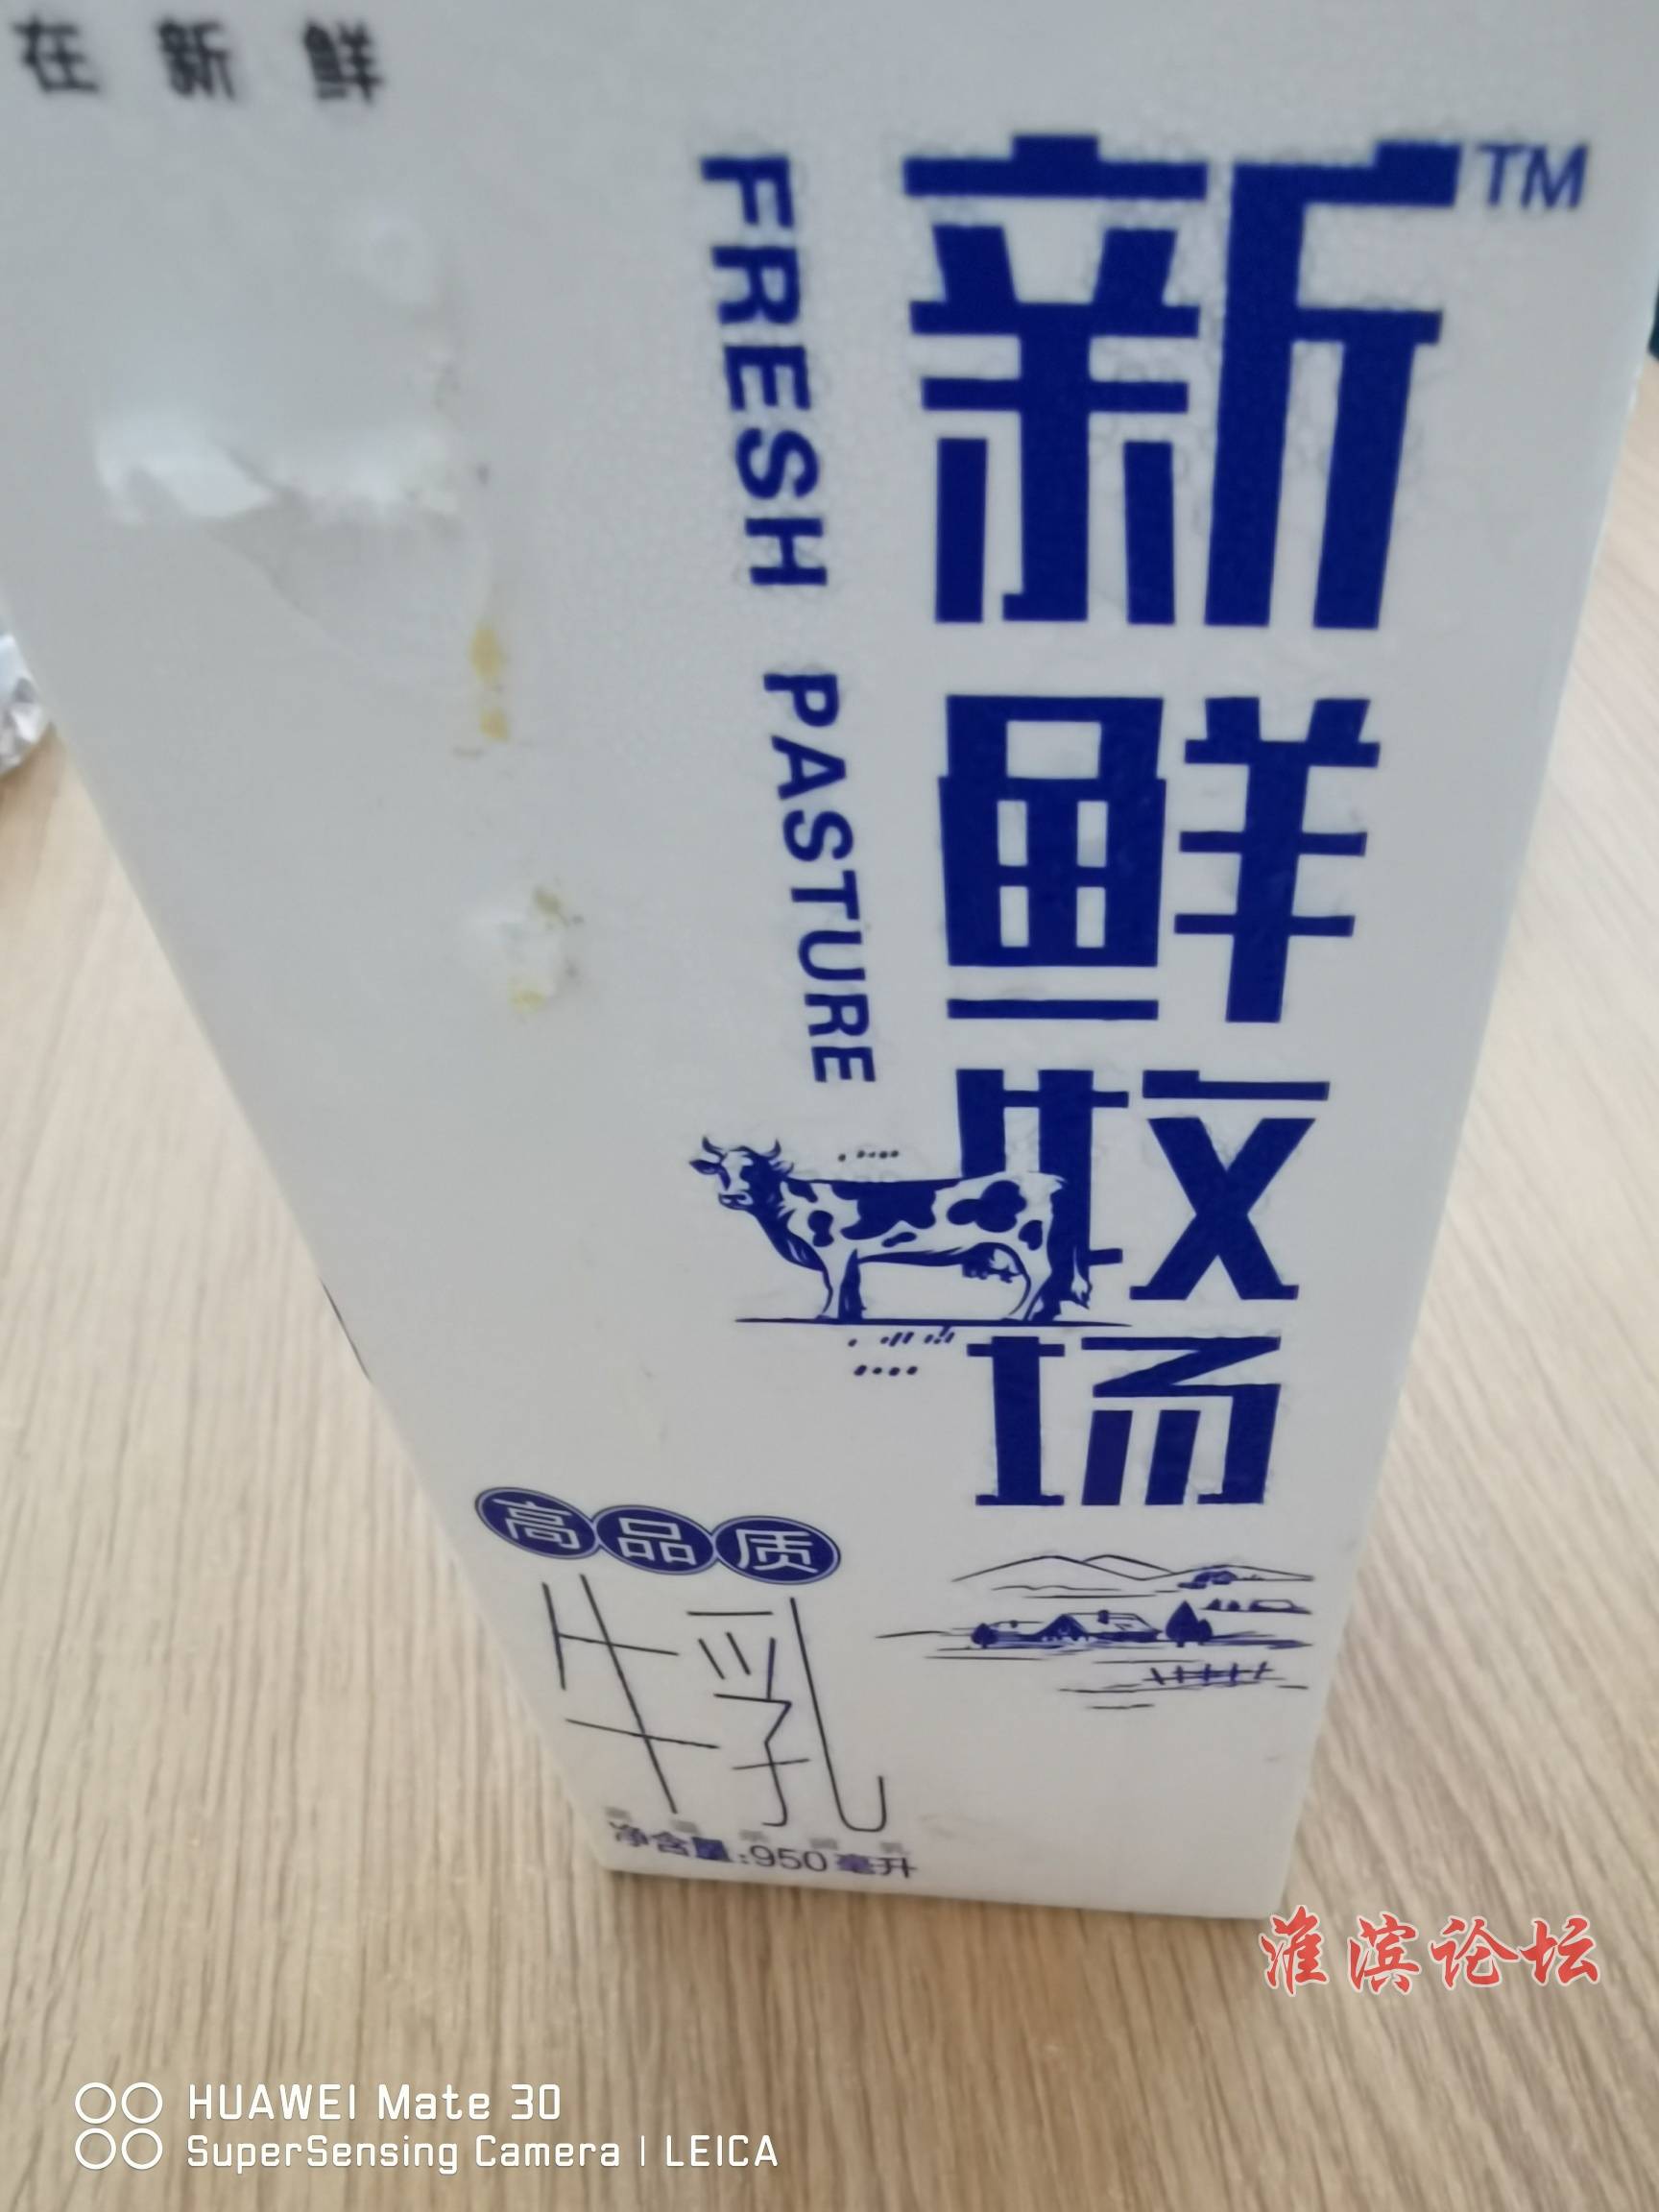 在新鲜
新鲜牧场™
FRESH PASTURE
高品质
牛乳
净含量:950毫升
淮滨论坛
HUAWEI Mate 30
SuperSensing Camera | LEICA